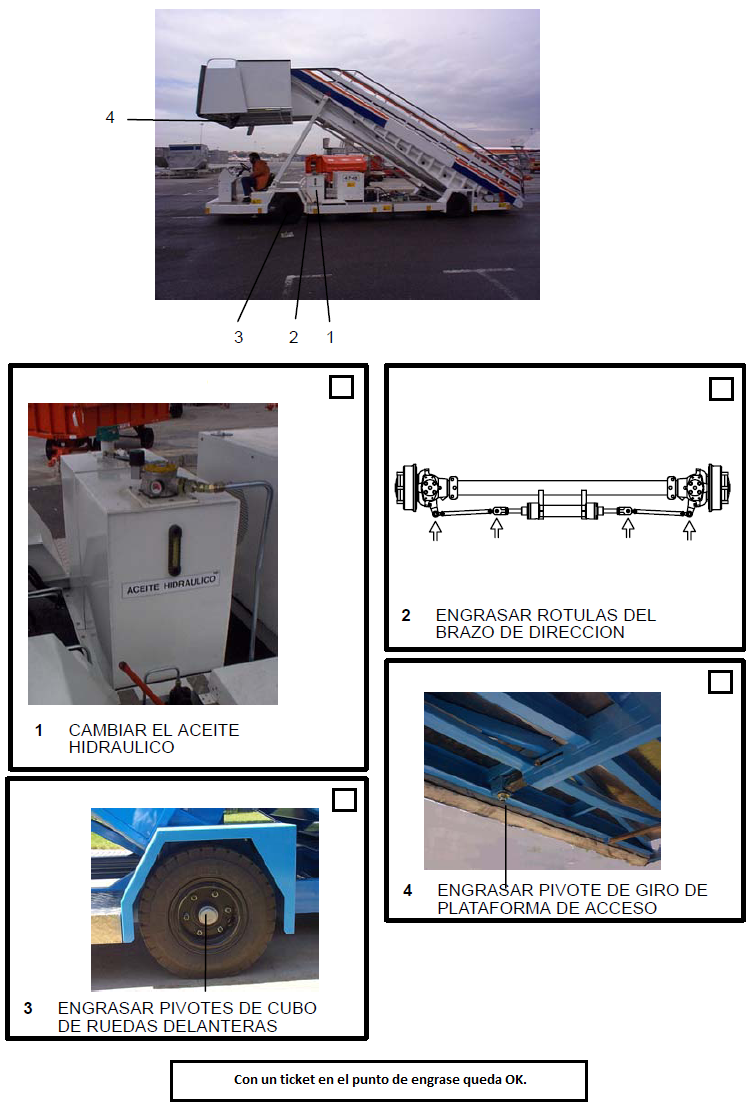 4
3
2
1
ACEITE HIDRAULICO
1 CAMBIAR EL ACEITE
HIDRAULICO
2 ENGRASAR ROTULAS DEL
BRAZO DE DIRECCION
3 ENGRASAR PIVOTES DE CUBO
DE RUEDAS DELANTERAS
4 ENGRASAR PIVOTE DE GIRO DE
PLATAFORMA DE ACCESO
Con un ticket en el punto de engrase queda OK.